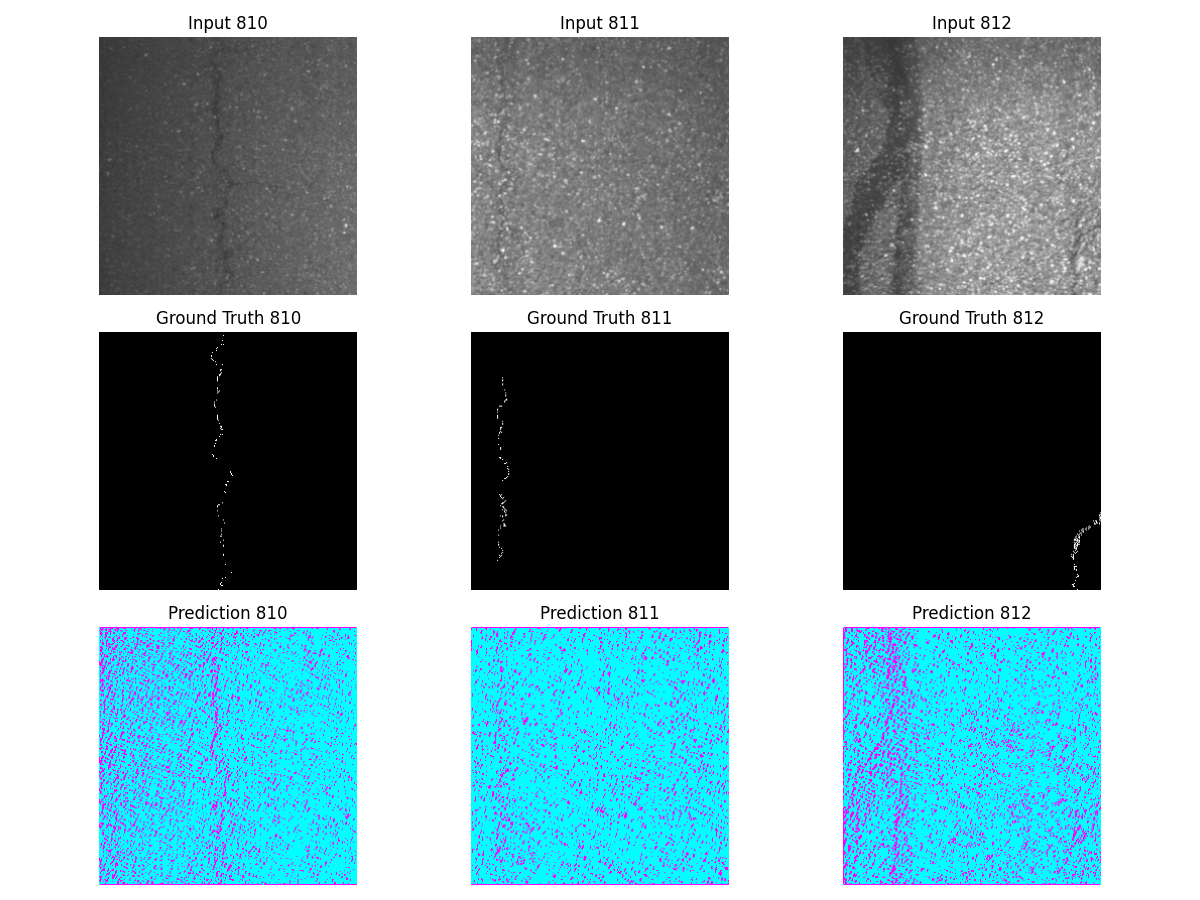 Input 810
Input 811
Input 812
Ground Truth 810
Ground Truth 811
Ground Truth 812
Prediction 810
Prediction 811
Prediction 812